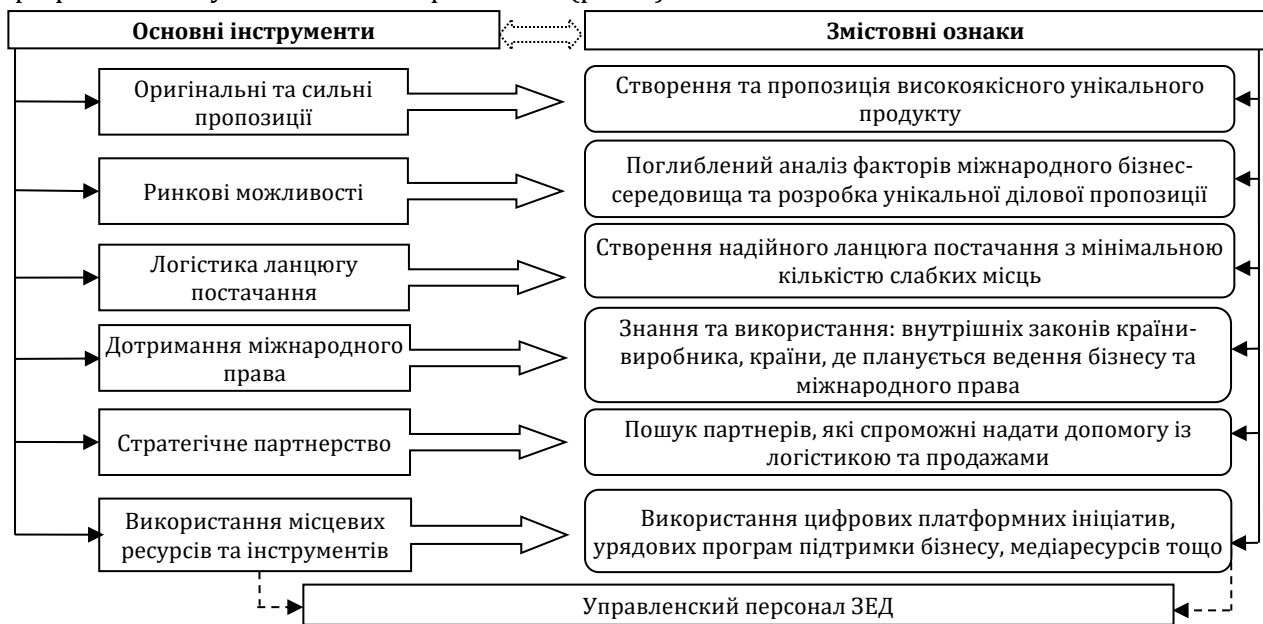 Основні інструменти
Змістовні ознаки
Оригінальні та сильні
пропозиції
Створення та пропозиція високоякісного унікального
продукту
Ринкові можливості
Поглиблений аналіз факторів міжнародного бізнес-
середовища та розробка унікальної ділової пропозиції
Логістика ланцюгу
постачання
Створення надійного ланцюга постачання з мінімальною
кількістю слабких місць
Дотримання міжнародного
права
Знання та використання: внутрішніх законів країни-
виробника, країни, де планується ведення бізнесу та
міжнародного права
Стратегічне партнерство
Пошук партнерів, які спроможні надати допомогу із
логістикою та продажами
Використання місцевих
ресурсів та інструментів
Використання цифрових платформних ініціатив,
урядових програм підтримки бізнесу, медіаресурсів тощо
Управленский персонал ЗЕД